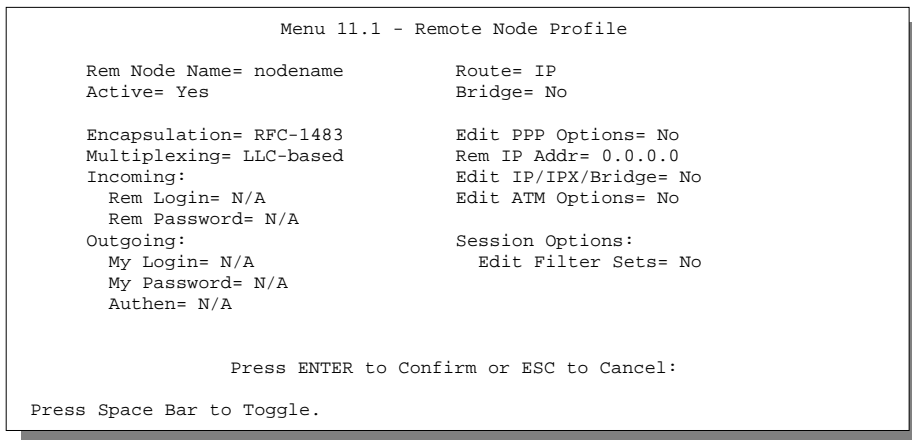 Menu 11.1 - Remote Node Profile
Rem Node Name= nodename Route= IP
Active= Yes Bridge= No
Encapsulation= RFC-1483 Edit PPP Options= No
Multiplexing= LLC-based Rem IP Addr= 0.0.0.0
Incoming: Edit IP/IPX/Bridge= No
Rem Login= N/A Edit ATM Options= No
Rem Password= N/A
Outgoing: Session Options:
My Login= N/A Edit Filter Sets= No
My Password= N/A
Authen= N/A
Press ENTER to Confirm or ESC to Cancel:
Press Space Bar to Toggle.